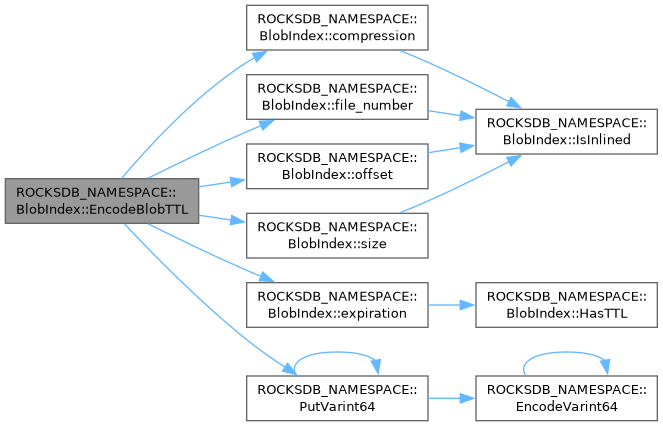 ROCKSDB_NAMESPACE::
BlobIndex::EncodeBlobTTL
ROCKSDB_NAMESPACE::
BlobIndex::compression
ROCKSDB_NAMESPACE::
BlobIndex::file_number
ROCKSDB_NAMESPACE::
BlobIndex::offset
ROCKSDB_NAMESPACE::
BlobIndex::size
ROCKSDB_NAMESPACE::
BlobIndex::expiration
ROCKSDB_NAMESPACE::
PutVarint64
ROCKSDB_NAMESPACE::
BlobIndex::IsInlined
ROCKSDB_NAMESPACE::
BlobIndex::HasTTL
ROCKSDB_NAMESPACE::
EncodeVarint64